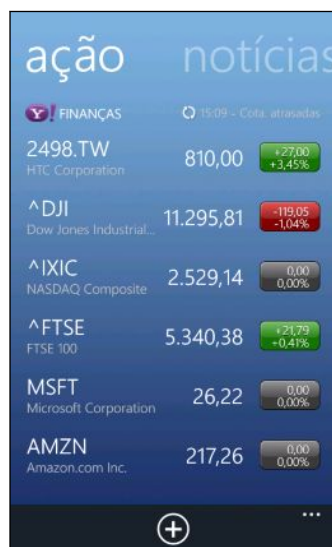 ação notícias
Y! FINANÇAS 15:09 - Cota. atrasadas
2498.TW 810,00 +27,00
HTC Corporation +3,45%
^DJI 11.295,81 -119,05
Dow Jones Industrial... -1,04%
^IXIC 2.529,14 0,00
NASDAQ Composite 0,00%
^FTSE 5.340,38 +21,79
FTSE 100 +0,41%
MSFT 26,22 0,00
Microsoft Corporation 0,00%
AMZN 217,26 0,00
Amazon.com Inc. 0,00%